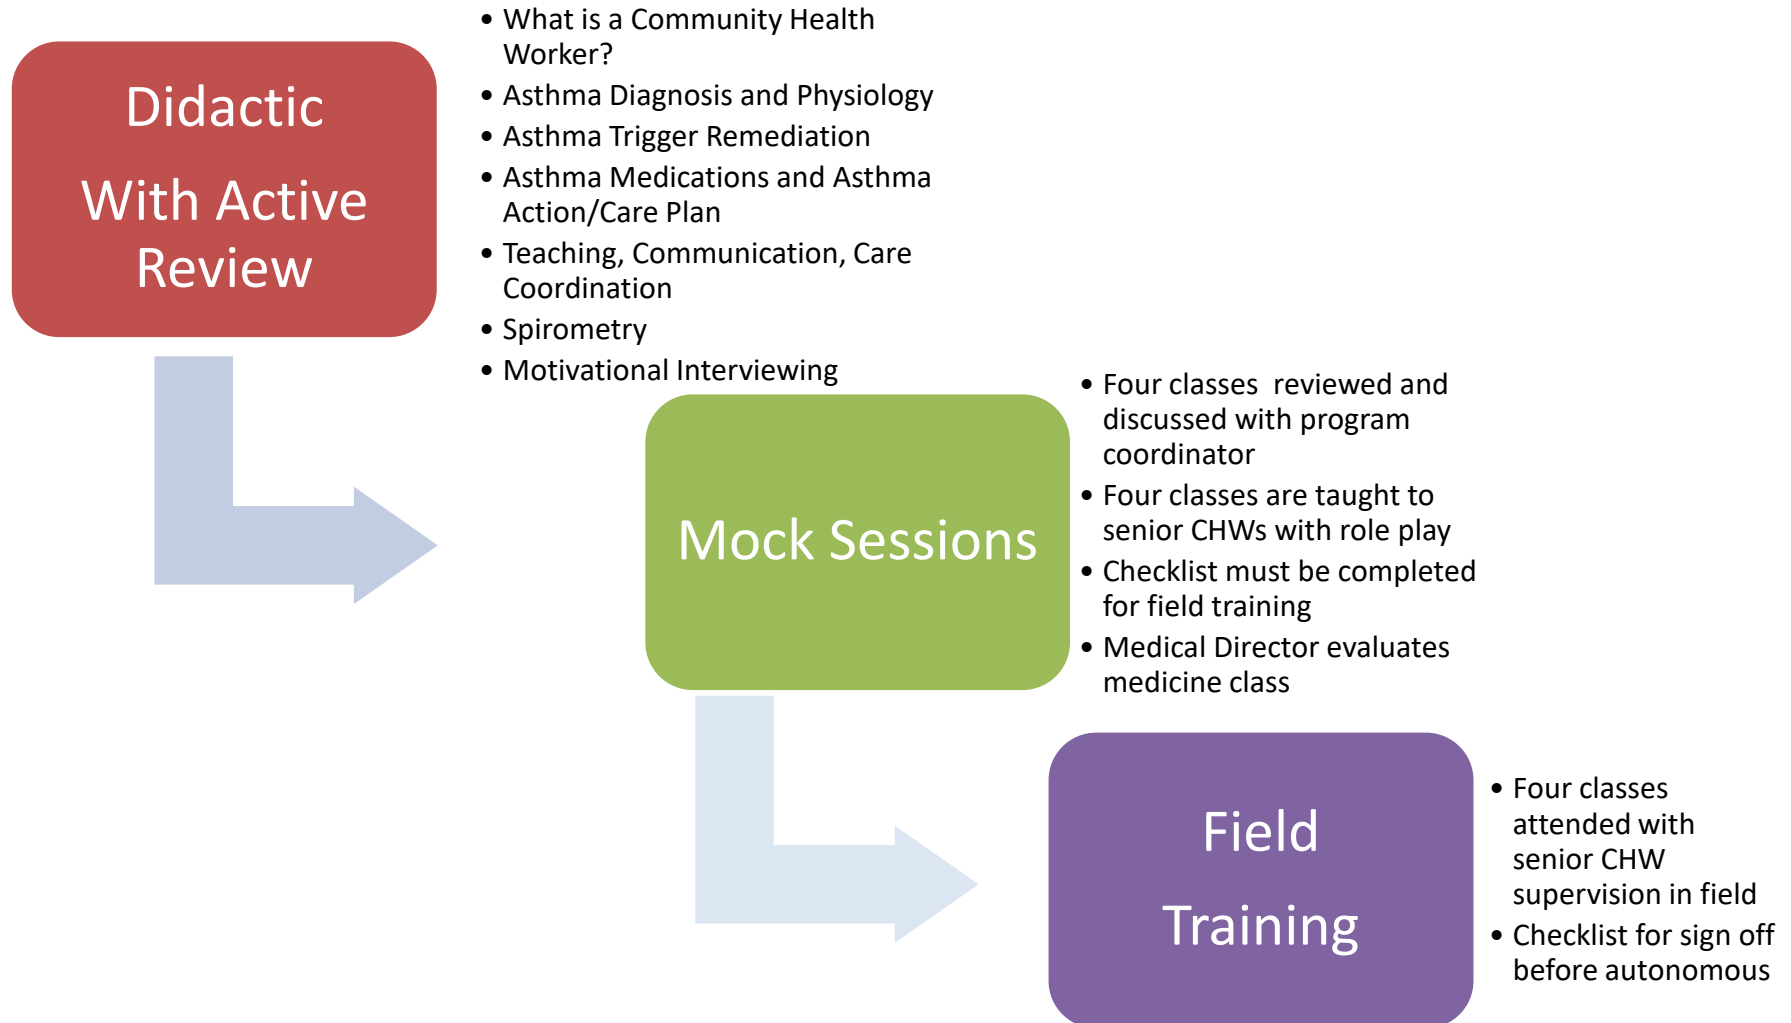 Didactic
With Active
Review
• What is a Community Health
Worker?
• Asthma Diagnosis and Physiology
• Asthma Trigger Remediation
• Asthma Medications and Asthma
Action/Care Plan
• Teaching, Communication, Care
Coordination
• Spirometry
• Motivational Interviewing
Mock Sessions
• Four classes  reviewed and
discussed with program
coordinator
• Four classes are taught to
senior CHWs with role play
• Checklist must be completed
for field training
• Medical Director evaluates
medicine class
Field
Training
• Four classes
attended with
senior CHW
supervision in field
• Checklist for sign off
before autonomous